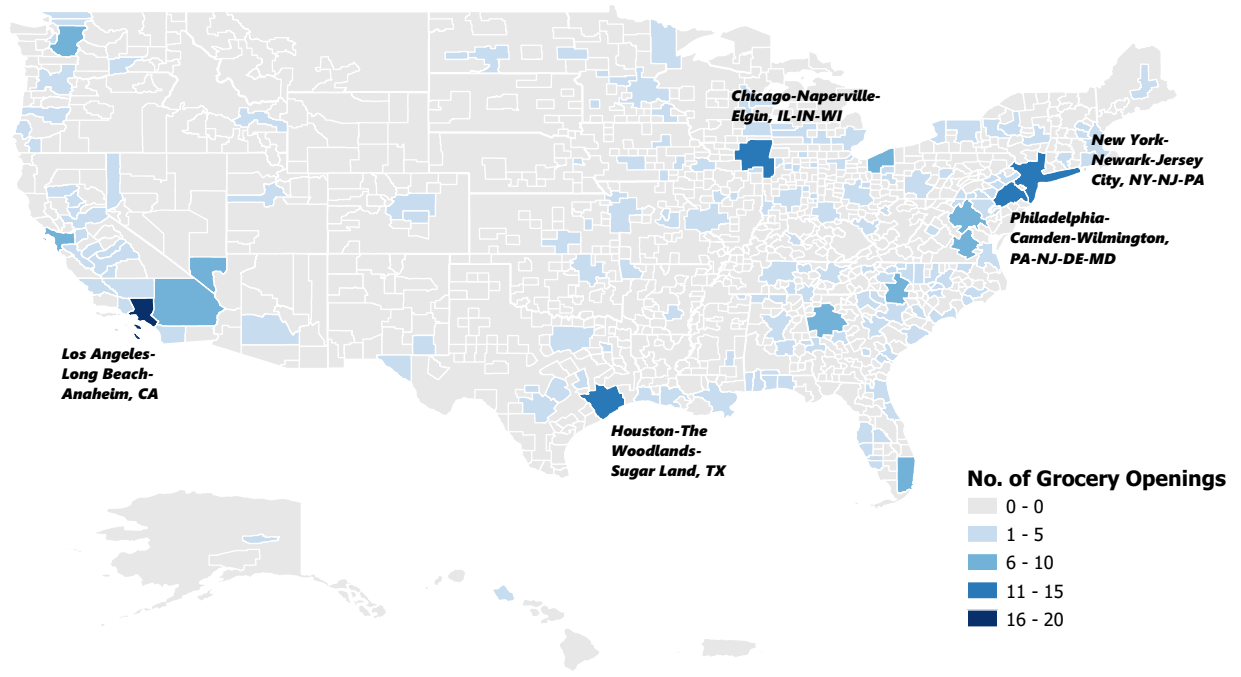 Chicago-Naperville-
Elgin, IL-IN-WI
New York-
Newark-Jersey
City, NY-NJ-PA
Philadelphia-
Camden-Wilmington,
PA-NJ-DE-MD
Los Angeles-
Long Beach-
Anaheim, CA
Houston-The
Woodlands-
Sugar Land, TX
No. of Grocery Openings
0 - 0
1 - 5
6 - 10
11 - 15
16 - 20